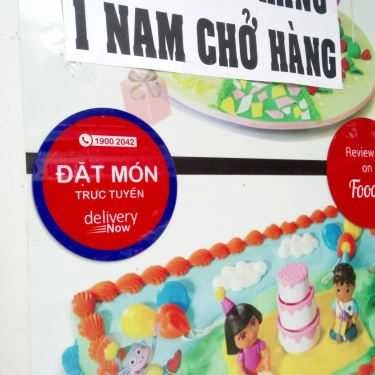 1 NAM CHỞ HÀNG
1900 2042
ĐẶT MÓN
TRỰC TUYẾN
delivery
Now
Review
on
Food